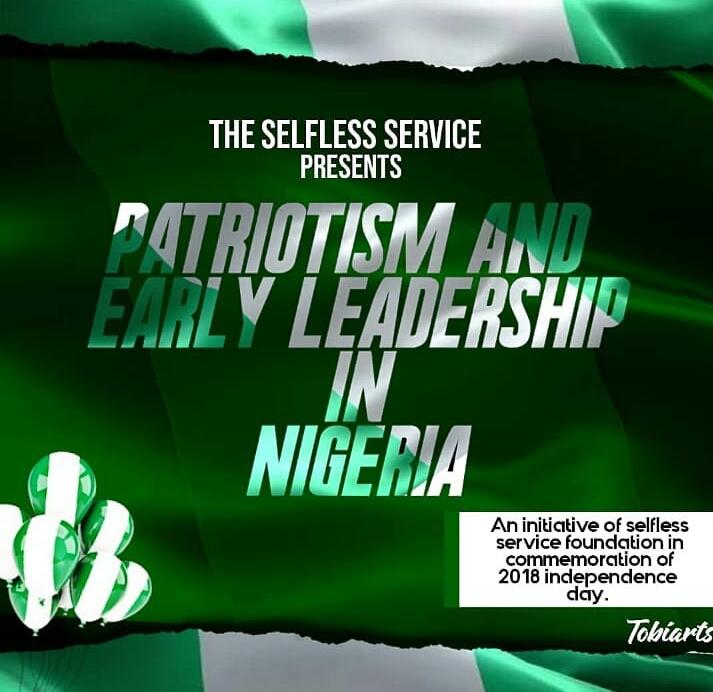 THE SELFLESS SERVICE
PRESENTS
PATRIOTISM AND
EARLY LEADERSHIP
IN
NIGERIA
An initiative of selfless
service foundation in
commemoration of
2018 independence
day.
Tobiarts